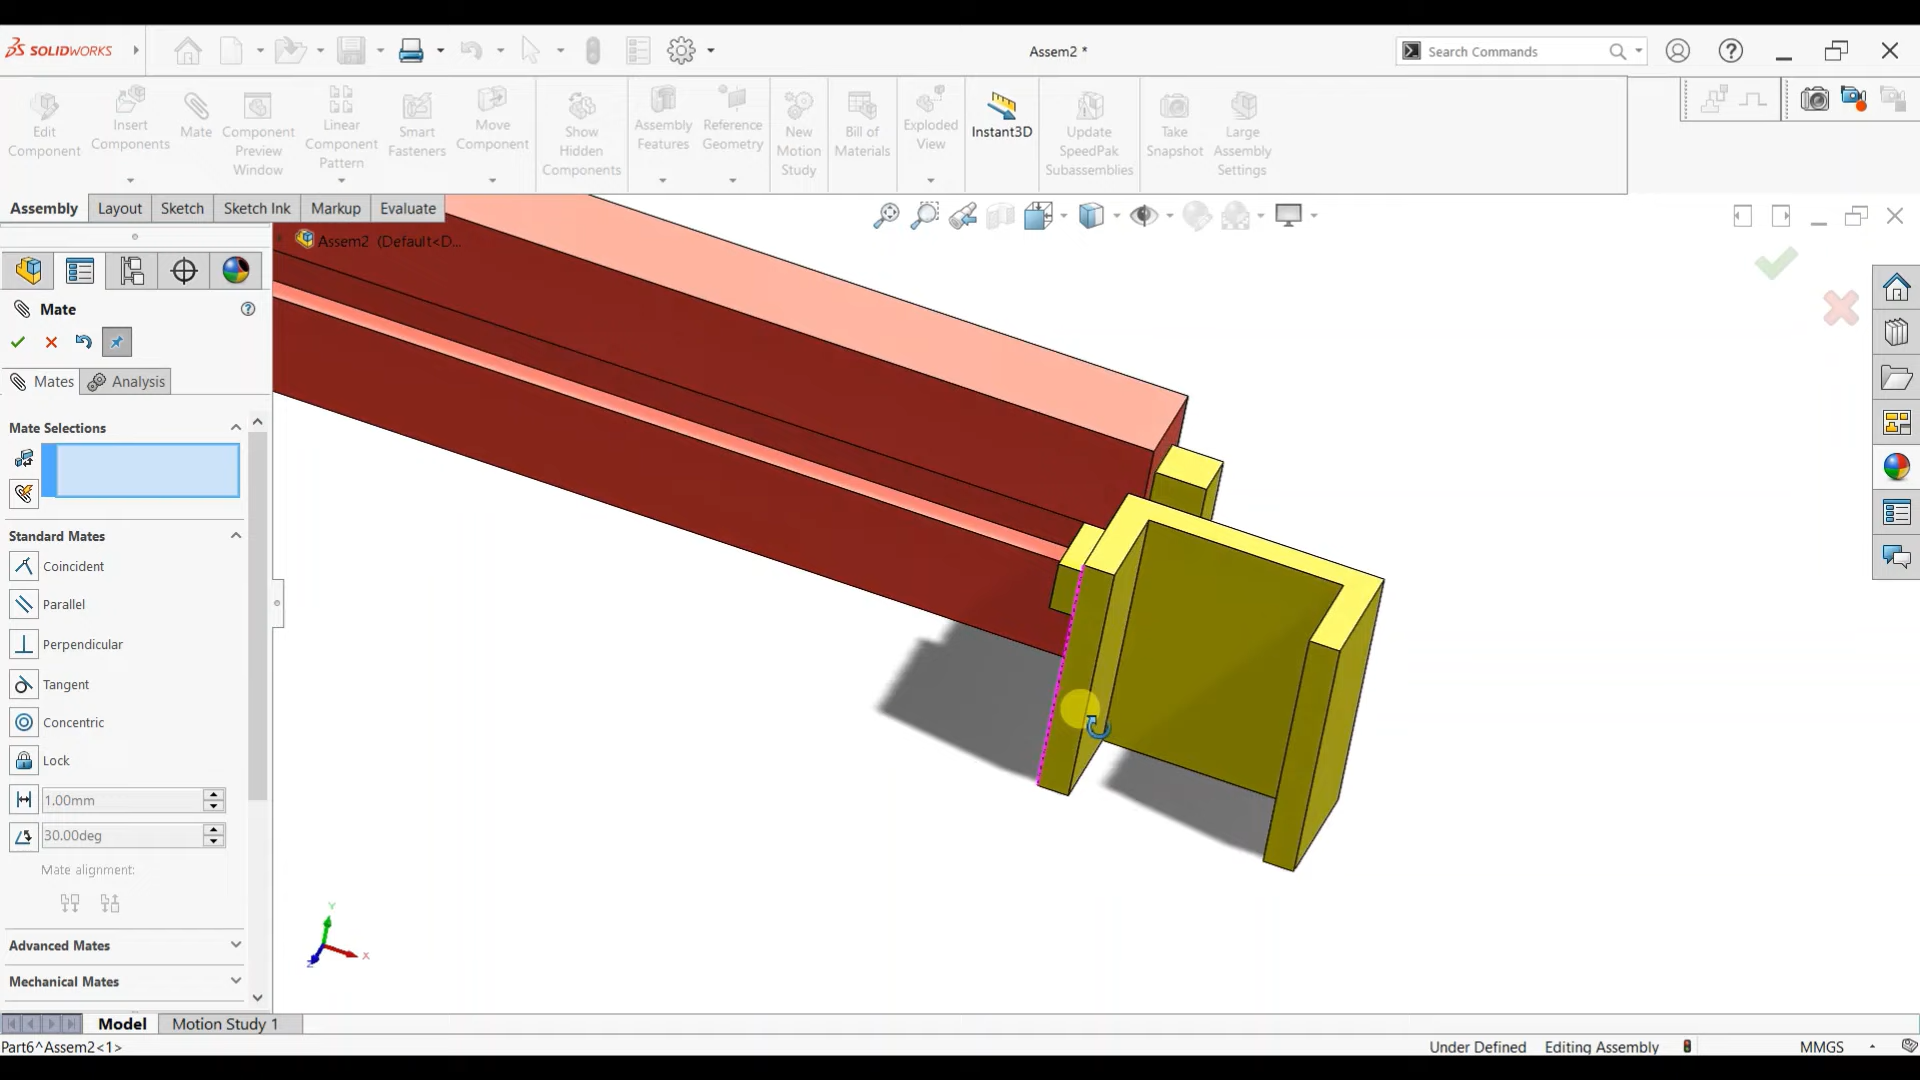 SOLIDWORKS
Assem2 *
Search Commands
Edit Component
Insert Components
Mate
Component Preview Window
Linear Component Pattern
Smart Fasteners
Move Component
Show Hidden Components
Assembly Features
Reference Geometry
New Motion Study
Bill of Materials
Exploded View
Instant3D
Update SpeedPak Subassemblies
Take Snapshot
Large Assembly Settings
Assembly
Layout
Sketch
Sketch Ink
Markup
Evaluate
Assem2 (Default<D...
Mate
Mates
Analysis
Mate Selections
Standard Mates
Coincident
Parallel
Perpendicular
Tangent
Concentric
Lock
1.00mm
30.00deg
Mate alignment:
Advanced Mates
Mechanical Mates
Y
X
Z
Model
Motion Study 1
Part6^Assem2<1>
Under Defined
Editing Assembly
MMGS